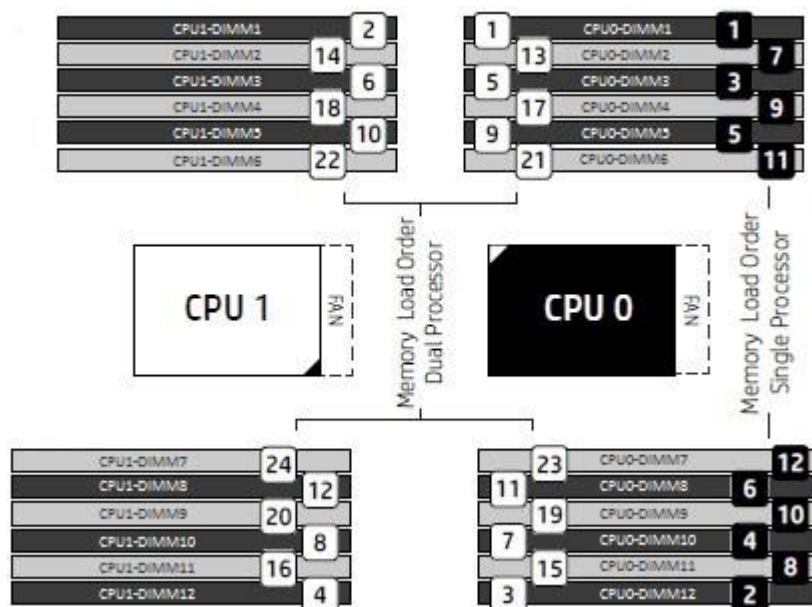 CPU1-DIMM1 2 1 CPU0-DIMM1 1
CPU1-DIMM2 14 13 CPU0-DIMM2 7
CPU1-DIMM3 6 5 CPU0-DIMM3 3
CPU1-DIMM4 18 17 CPU0-DIMM4 9
CPU1-DIMM5 10 9 CPU0-DIMM5 5
CPU1-DIMM6 22 21 CPU0-DIMM6 11
CPU 1
FAN
Memory Load Order
Dual Processor
CPU 0
FAN
Memory Load Order
Single Processor
CPU1-DIMM7 24 23 CPU0-DIMM7 12
CPU1-DIMM8 12 11 CPU0-DIMM8 6
CPU1-DIMM9 20 19 CPU0-DIMM9 10
CPU1-DIMM10 8 7 CPU0-DIMM10 4
CPU1-DIMM11 16 15 CPU0-DIMM11 8
CPU1-DIMM12 4 3 CPU0-DIMM12 2